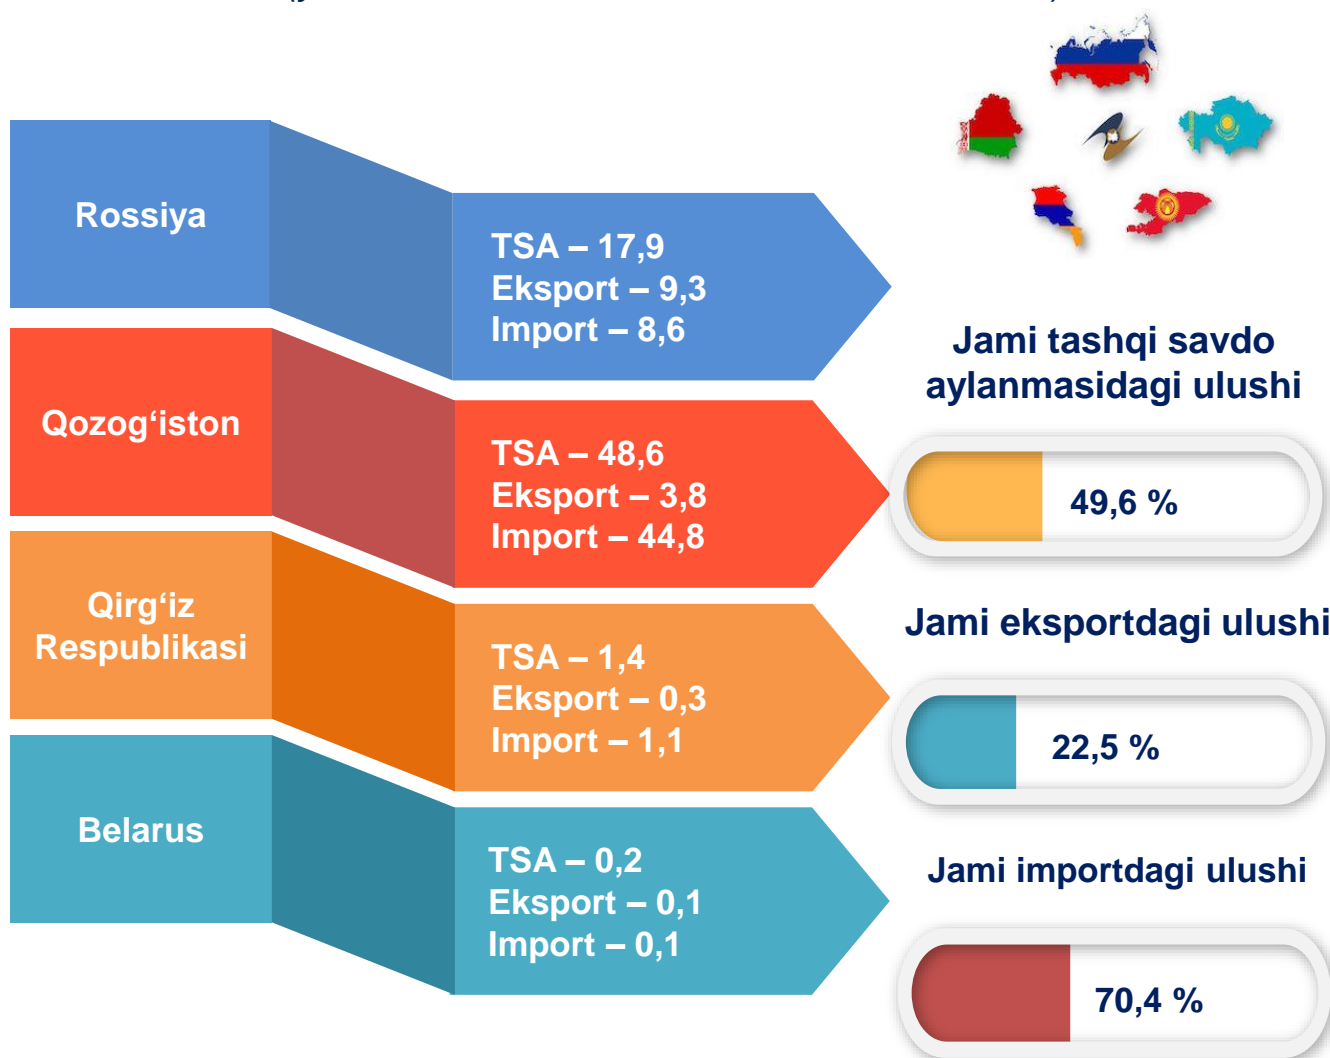 Rossiya
TSA – 17,9
Eksport – 9,3
Import – 8,6
Qozog‘iston
TSA – 48,6
Eksport – 3,8
Import – 44,8
Qirg‘iz
Respublikasi
TSA – 1,4
Eksport – 0,3
Import – 1,1
Belarus
TSA – 0,2
Eksport – 0,1
Import – 0,1
Jami tashqi savdo
aylanmasidagi ulushi
49,6 %
Jami eksportdagi ulushi
22,5 %
Jami importdagi ulushi
70,4 %